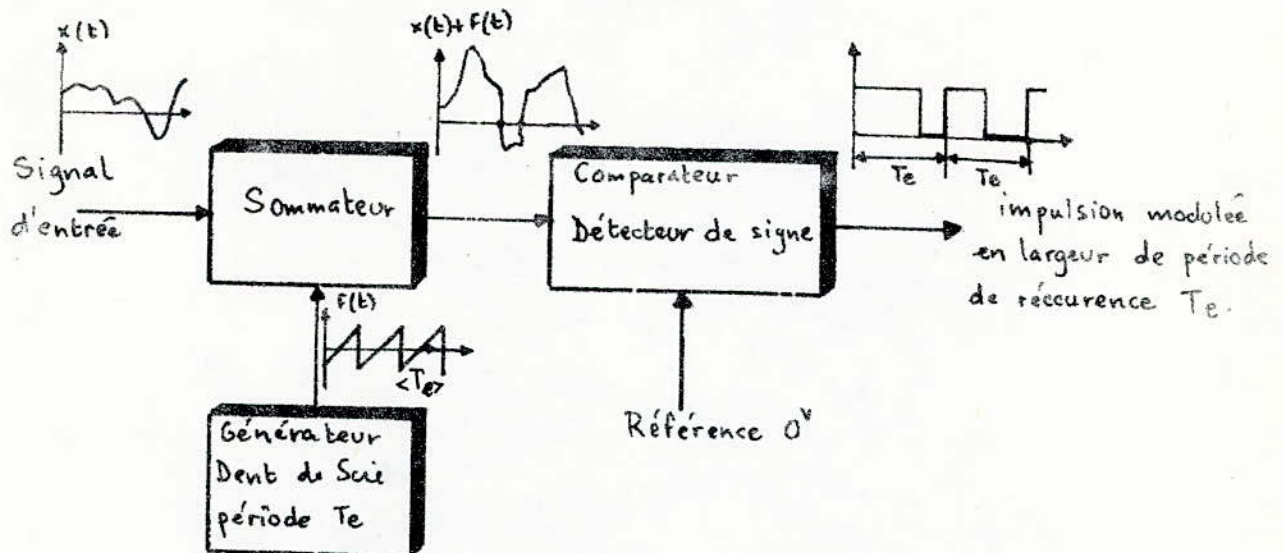 x(t)
x(t)+F(t)
Signal
d'entrée
Sommateur
Comparateur
Détecteur de signe
Te
Te
impulsion modulée
en largeur de période
de réccurence Te.
F(t)
<Te>
Générateur
Dent de Scie
période Te
Référence 0v